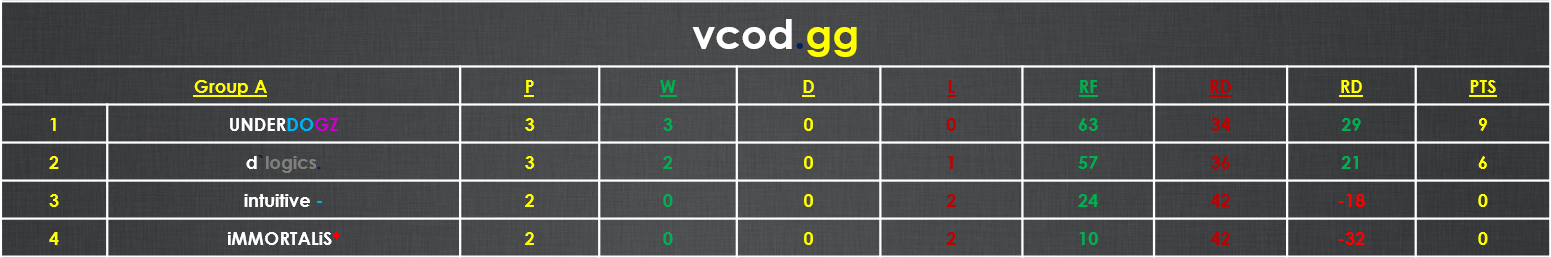 vcod.gg
Group A P W D L RF RD RD PTS
1 UNDERDOGZ 3 3 0 0 63 34 29 9
2 d`logics. 3 2 0 1 57 36 21 6
3 intuitive - 2 0 0 2 24 42 -18 0
4 iMMORTALiS* 2 0 0 2 10 42 -32 0